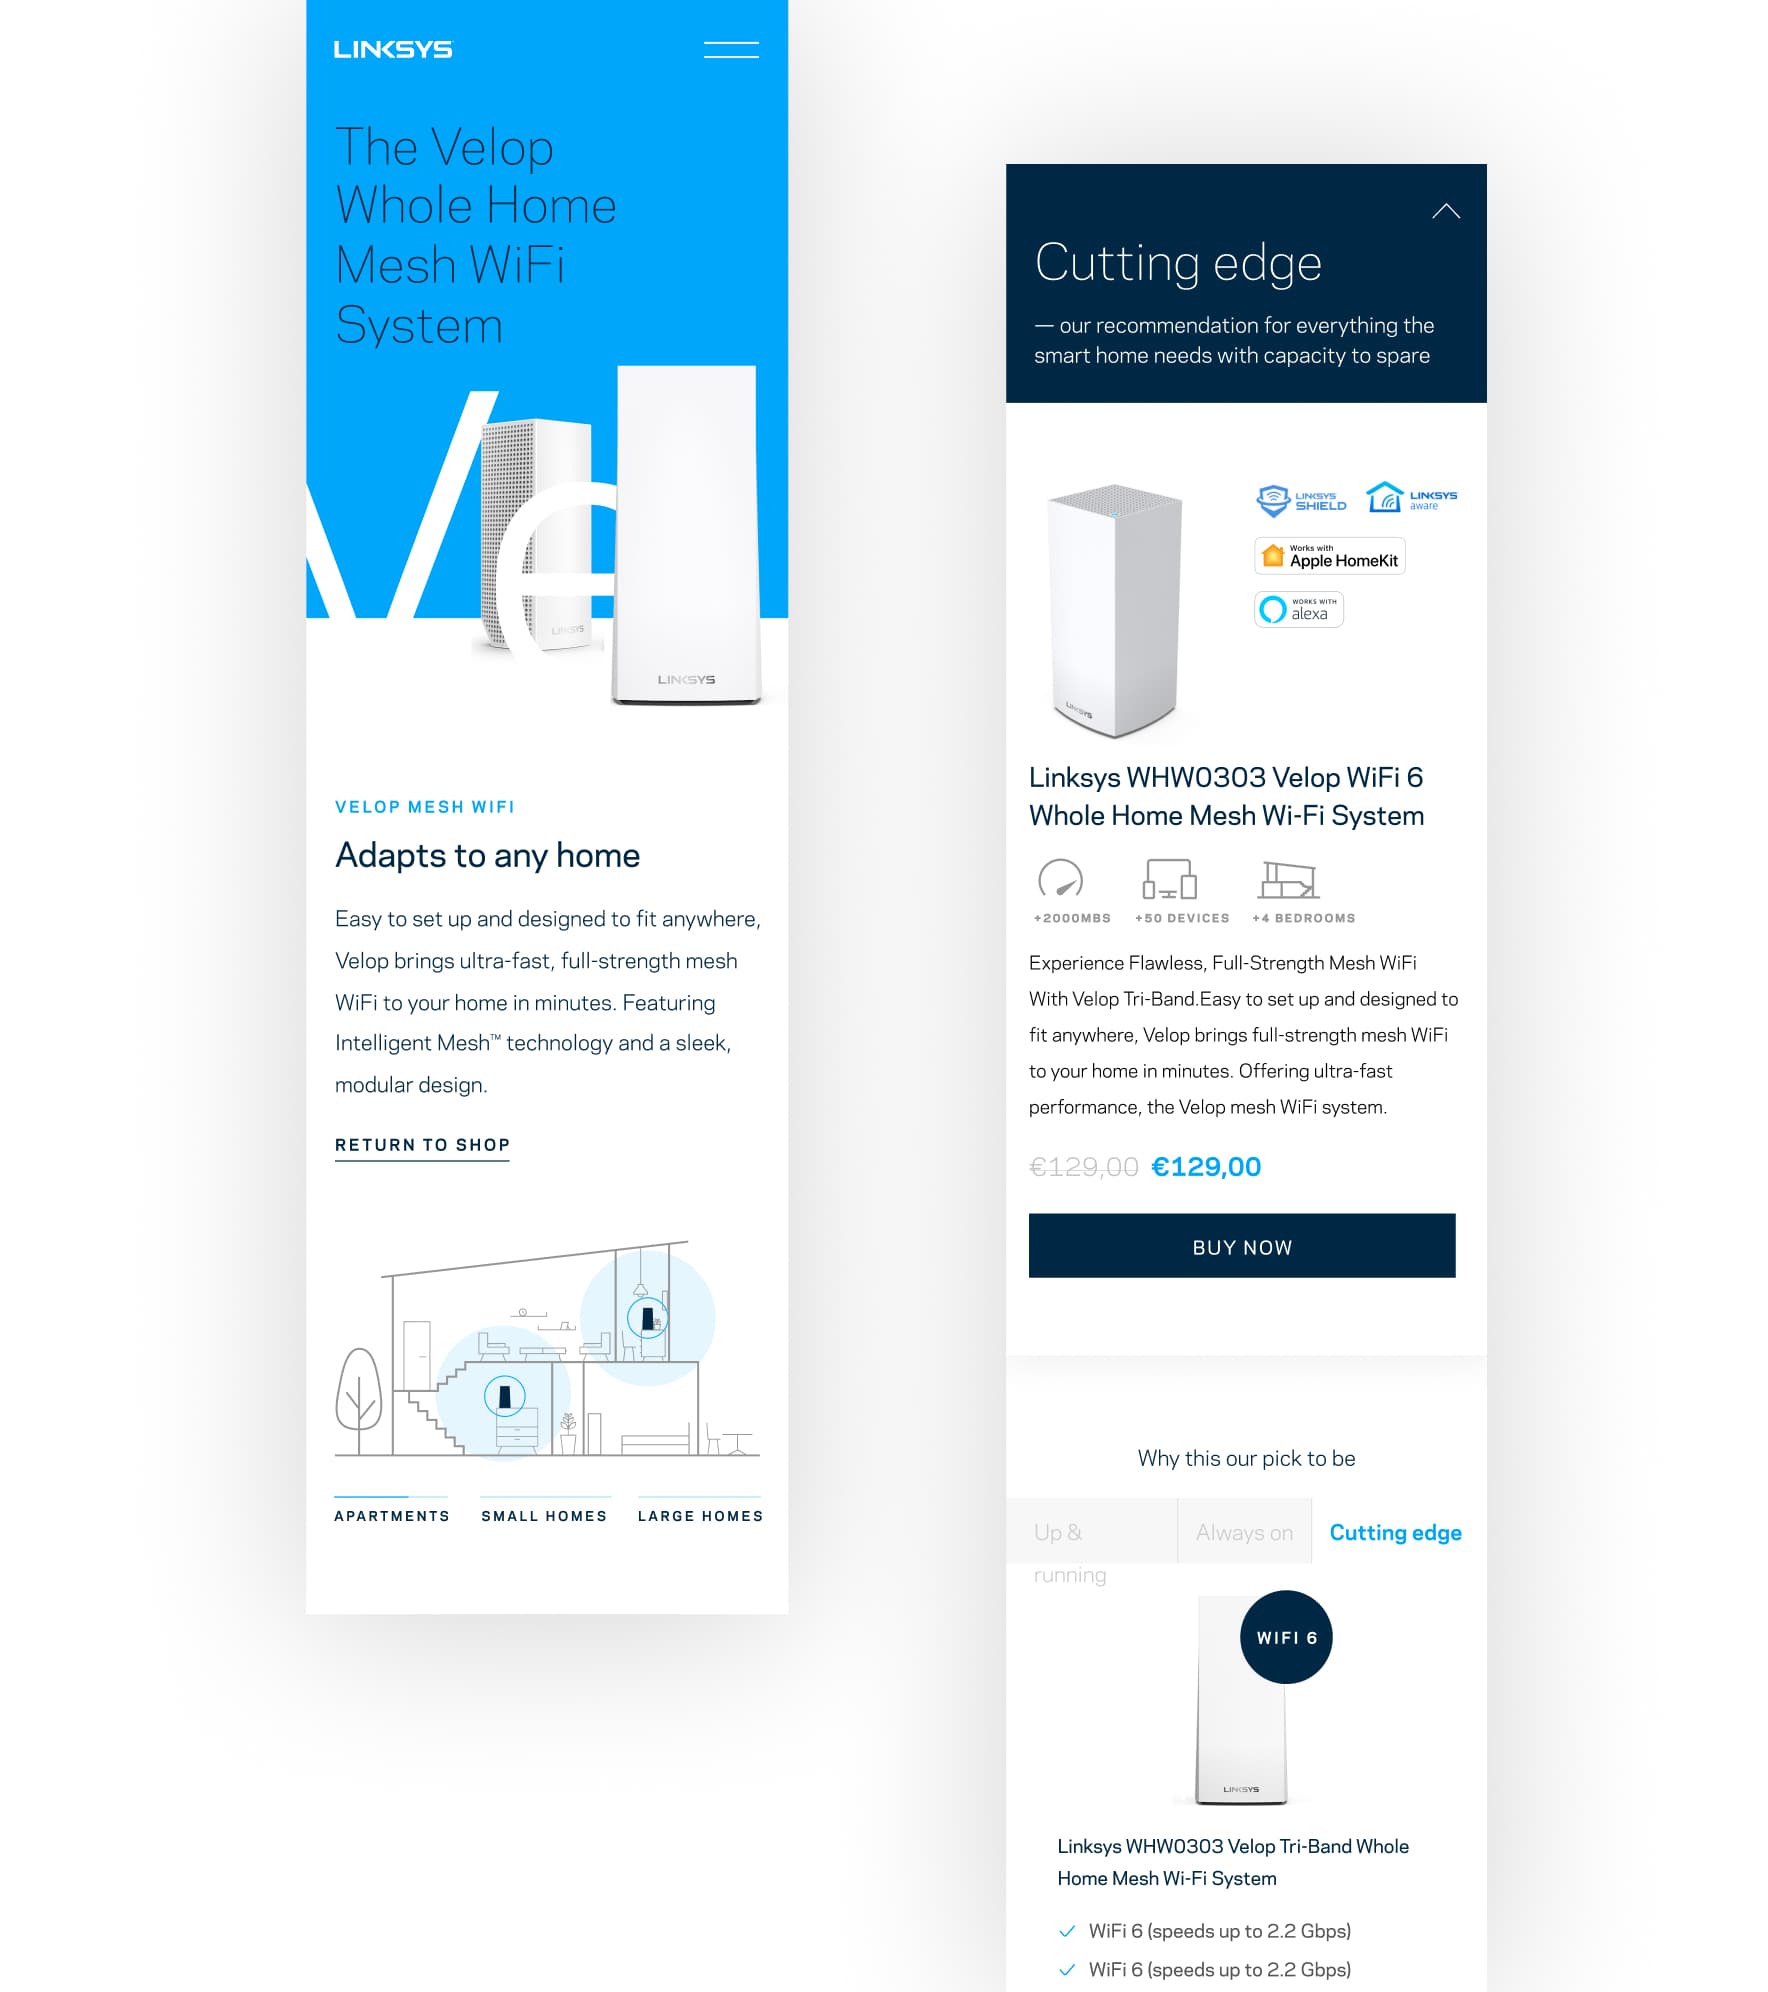 LINKSYS
The Velop
Whole Home
Mesh WiFi
System
Ve
LINKSYS
LINKSYS
VELOP MESH WIFI
Adapts to any home
Easy to set up and designed to fit anywhere,
Velop brings ultra-fast, full-strength mesh
WiFi to your home in minutes. Featuring
Intelligent Mesh™ technology and a sleek,
modular design.
RETURN TO SHOP
APARTMENTS
SMALL HOMES
LARGE HOMES
Cutting edge
— our recommendation for everything the
smart home needs with capacity to spare
LINKSYS
SHIELD
LINKSYS
aware
Works with
Apple HomeKit
WORKS WITH
alexa
LINKSYS
Linksys WHW0303 Velop WiFi 6
Whole Home Mesh Wi-Fi System
+2000MBS
+50 DEVICES
+4 BEDROOMS
Experience Flawless, Full-Strength Mesh WiFi
With Velop Tri-Band.Easy to set up and designed to
fit anywhere, Velop brings full-strength mesh WiFi
to your home in minutes. Offering ultra-fast
performance, the Velop mesh WiFi system.
€129,00 €129,00
BUY NOW
Why this our pick to be
Up &
running
Always on
Cutting edge
WIFI 6
LINKSYS
Linksys WHW0303 Velop Tri-Band Whole
Home Mesh Wi-Fi System
WiFi 6 (speeds up to 2.2 Gbps)
WiFi 6 (speeds up to 2.2 Gbps)